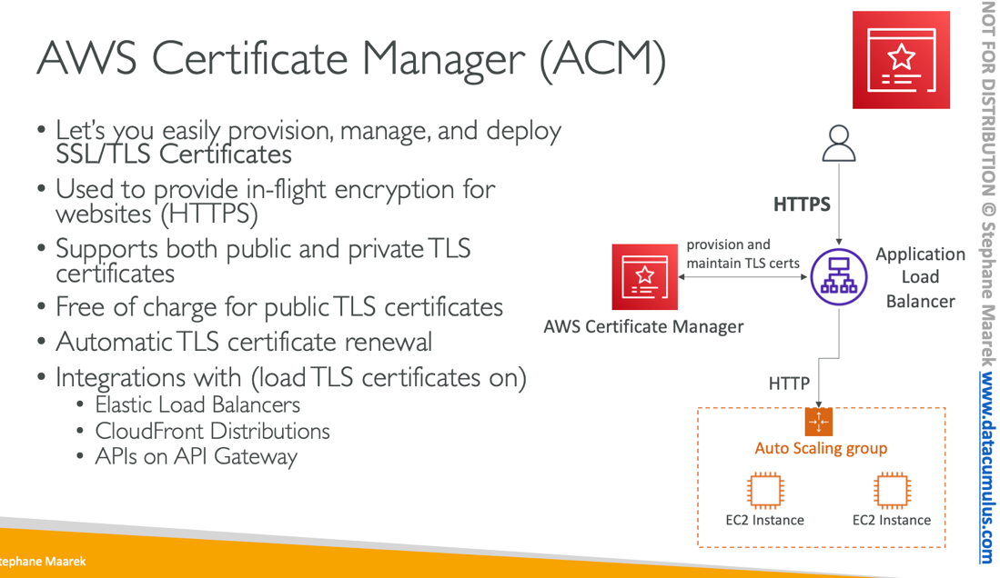 AWS Certificate Manager (ACM)
• Let's you easily provision, manage, and deploy
SSL/TLS Certificates
• Used to provide in-flight encryption for
websites (HTTPS)
• Supports both public and private TLS
certificates
• Free of charge for public TLS certificates
• Automatic TLS certificate renewal
• Integrations with (load TLS certificates on)
• Elastic Load Balancers
• CloudFront Distributions
• APIs on API Gateway
HTTPS
provision and
maintain TLS certs
AWS Certificate Manager
Application
Load
Balancer
HTTP
Auto Scaling group
EC2 Instance
EC2 Instance
NOT FOR DISTRIBUTION © Stephane Maarek www.datacumulus.com
tephane Maarek